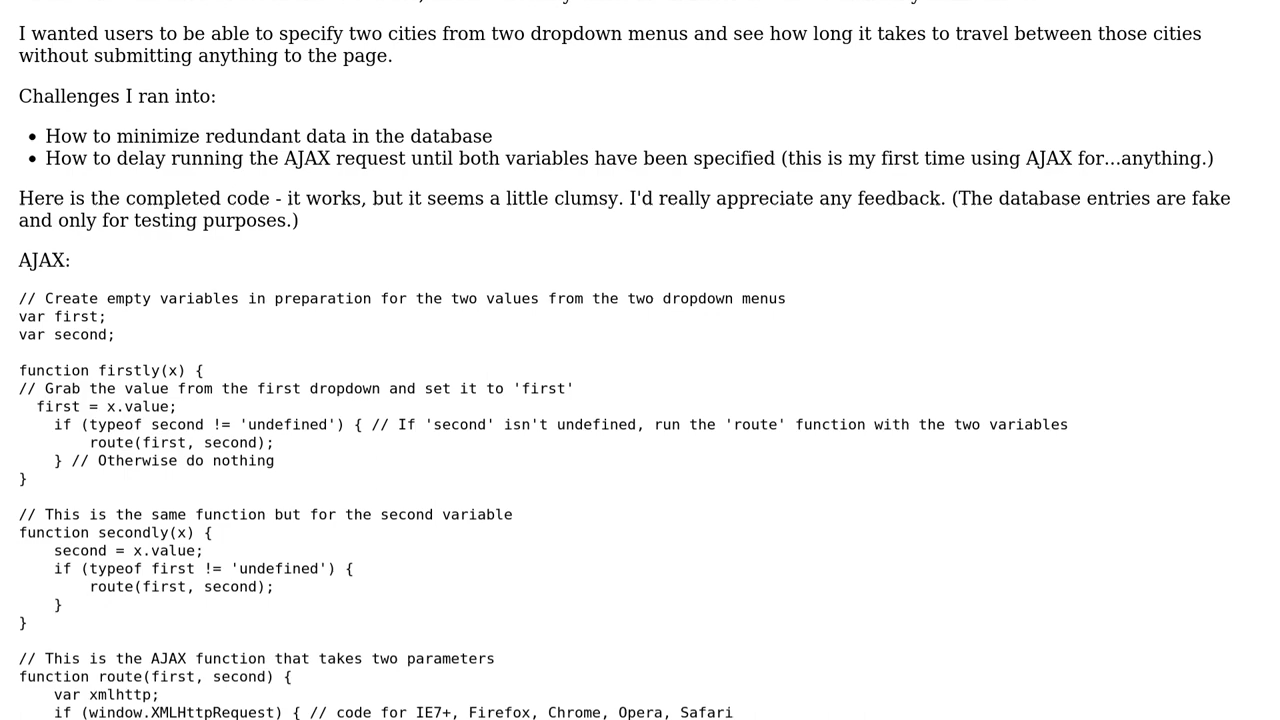 I wanted users to be able to specify two cities from two dropdown menus and see how long it takes to travel between those cities
without submitting anything to the page.
Challenges I ran into:
• How to minimize redundant data in the database
• How to delay running the AJAX request until both variables have been specified (this is my first time using AJAX for...anything.)
Here is the completed code - it works, but it seems a little clumsy. I'd really appreciate any feedback. (The database entries are fake
and only for testing purposes.)
AJAX:
// Create empty variables in preparation for the two values from the two dropdown menus
var first;
var second;
function firstly(x) {
// Grab the value from the first dropdown and set it to 'first'
  first = x.value;
    if (typeof second != 'undefined') { // If 'second' isn't undefined, run the 'route' function with the two variables
        route(first, second);
    } // Otherwise do nothing
}
// This is the same function but for the second variable
function secondly(x) {
    second = x.value;
    if (typeof first != 'undefined') {
        route(first, second);
    }
}
// This is the AJAX function that takes two parameters
function route(first, second) {
    var xmlhttp;
    if (window.XMLHttpRequest) { // code for IE7+, Firefox, Chrome, Opera, Safari